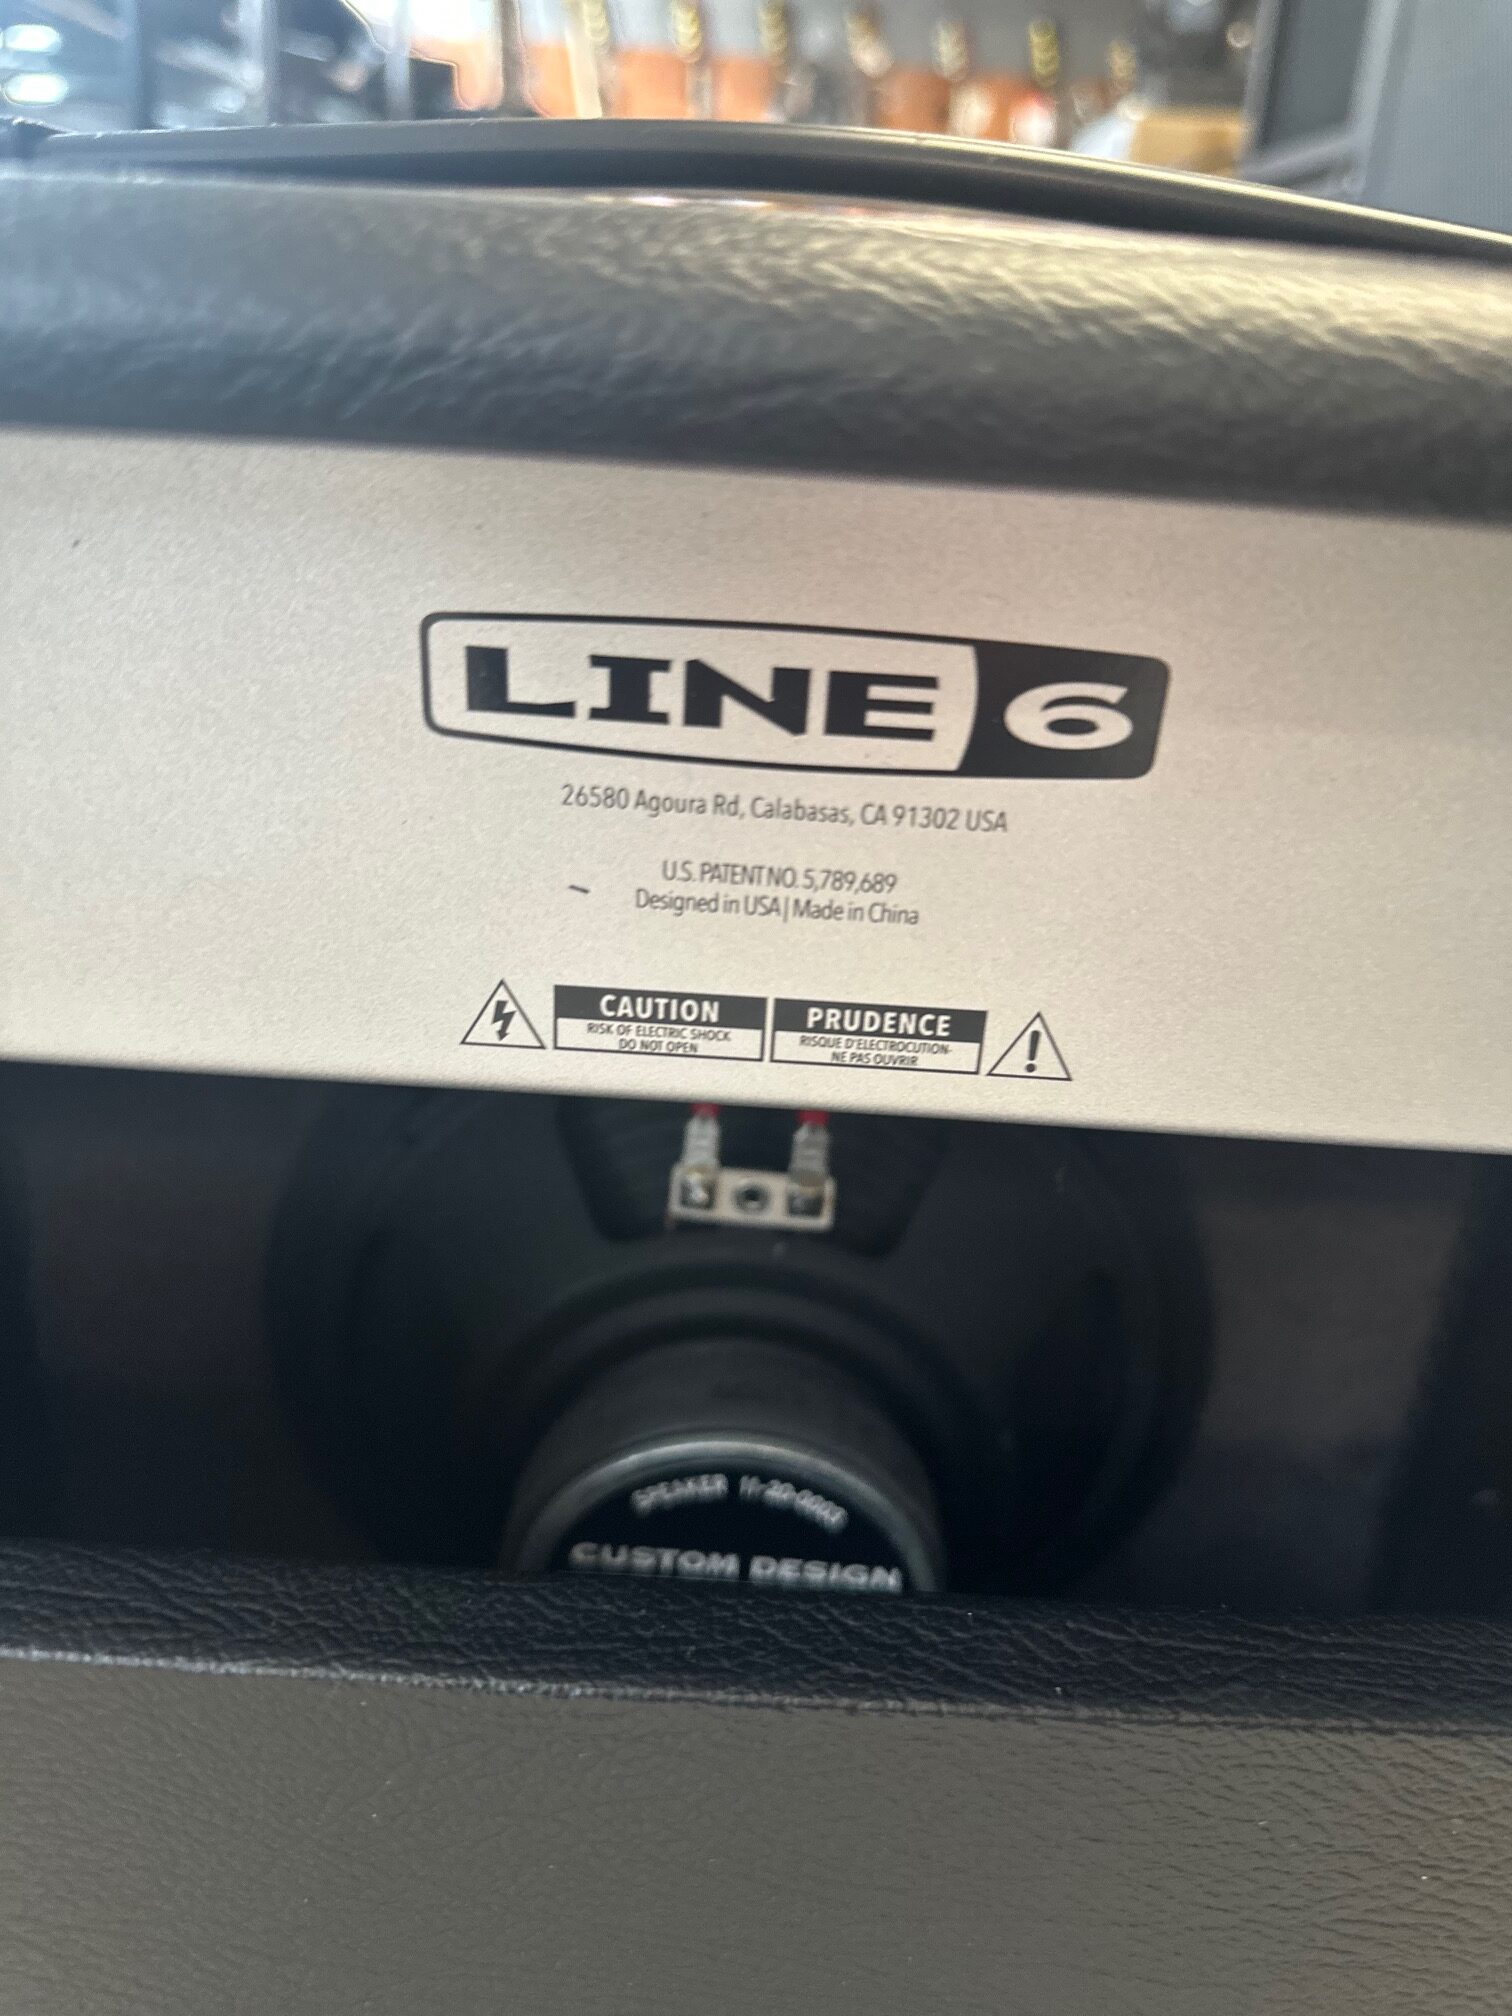 LINE 6
26580 Agoura Rd, Calabasas, CA 91302 USA
U.S. PATENT NO. 5,789,689
Designed in USA | Made in China
CAUTION
RISK OF ELECTRIC SHOCK
DO NOT OPEN
PRUDENCE
RISQUE D'ELECTROCUTION-
NE PAS OUVRIR
SPEAKER
CUSTOM DESIGN